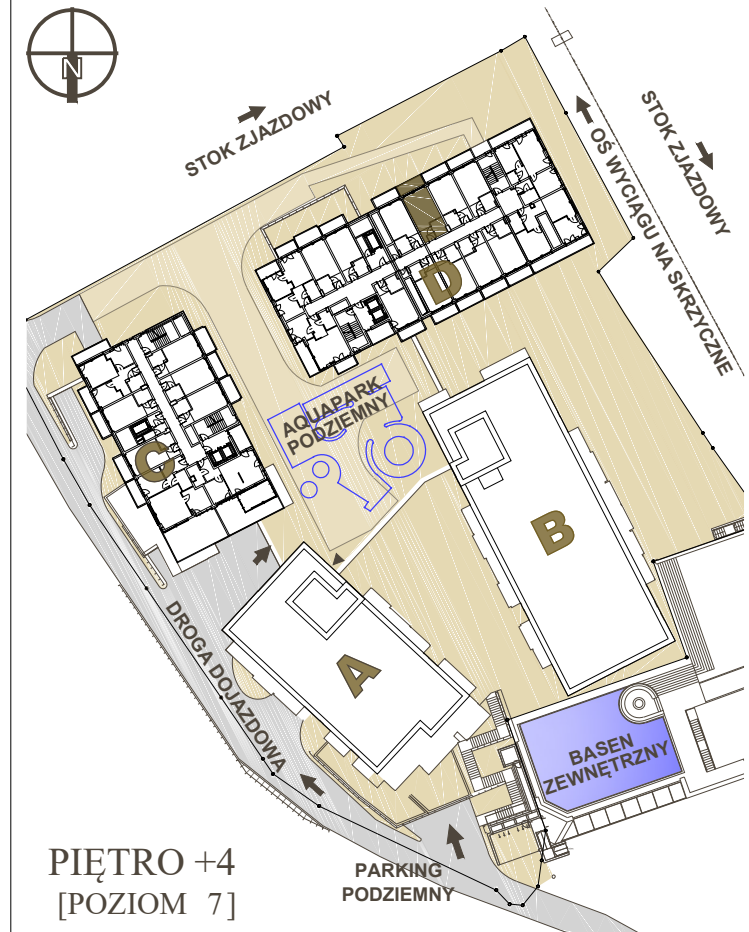 N
STOK ZJAZDOWY
STOK ZJAZDOWY
OŚ WYCIĄGU NA SKRZYCZNE
D
AQUAPARK
PODZIEMNY
C
B
A
DROGA DOJAZDOWA
BASEN
ZEWNĘTRZNY
PARKING
PODZIEMNY
PIĘTRO +4
[POZIOM 7]